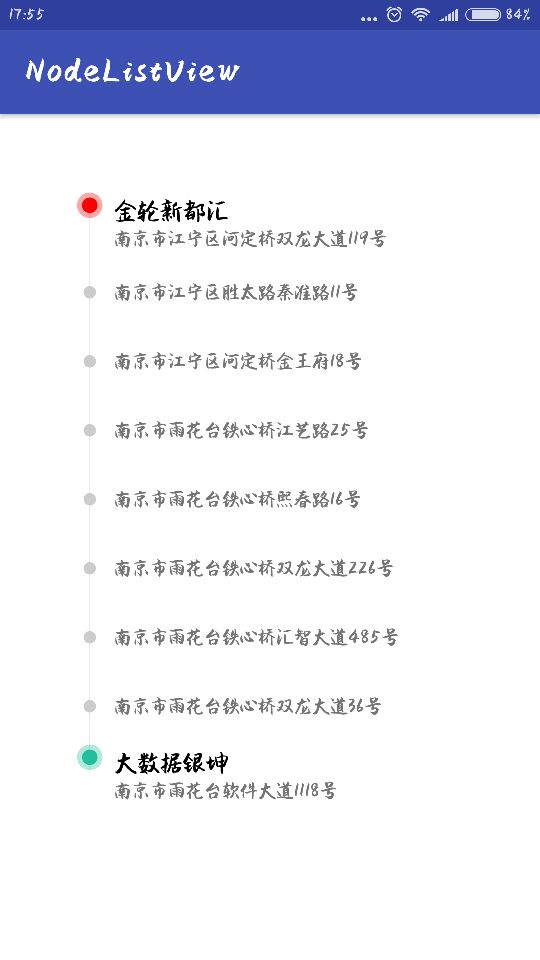 17:55
84%
NodeListView
金轮新都汇
南京市江宁区河定桥双龙大道119号
南京市江宁区胜太路秦淮路11号
南京市江宁区河定桥金王府18号
南京市雨花台铁心桥江艺路25号
南京市雨花台铁心桥熙春路16号
南京市雨花台铁心桥双龙大道226号
南京市雨花台铁心桥汇智大道485号
南京市雨花台铁心桥双龙大道36号
大数据银坤
南京市雨花台软件大道1118号